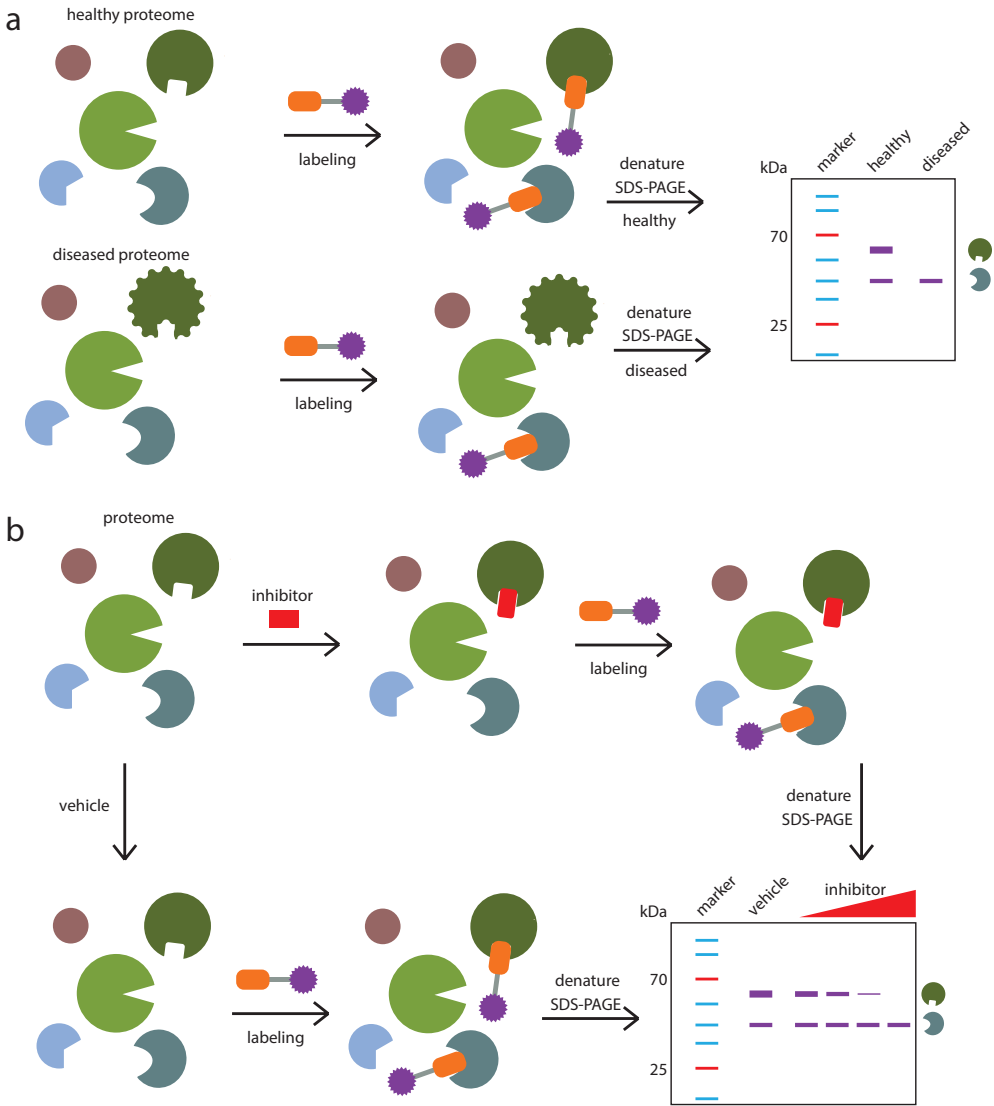 a
healthy proteome
labeling
denature
SDS-PAGE
healthy
kDa
marker
healthy
diseased
70
25
diseased proteome
labeling
denature
SDS-PAGE
diseased
b
proteome
inhibitor
labeling
vehicle
denature
SDS-PAGE
labeling
denature
SDS-PAGE
kDa
marker
vehicle
inhibitor
70
25